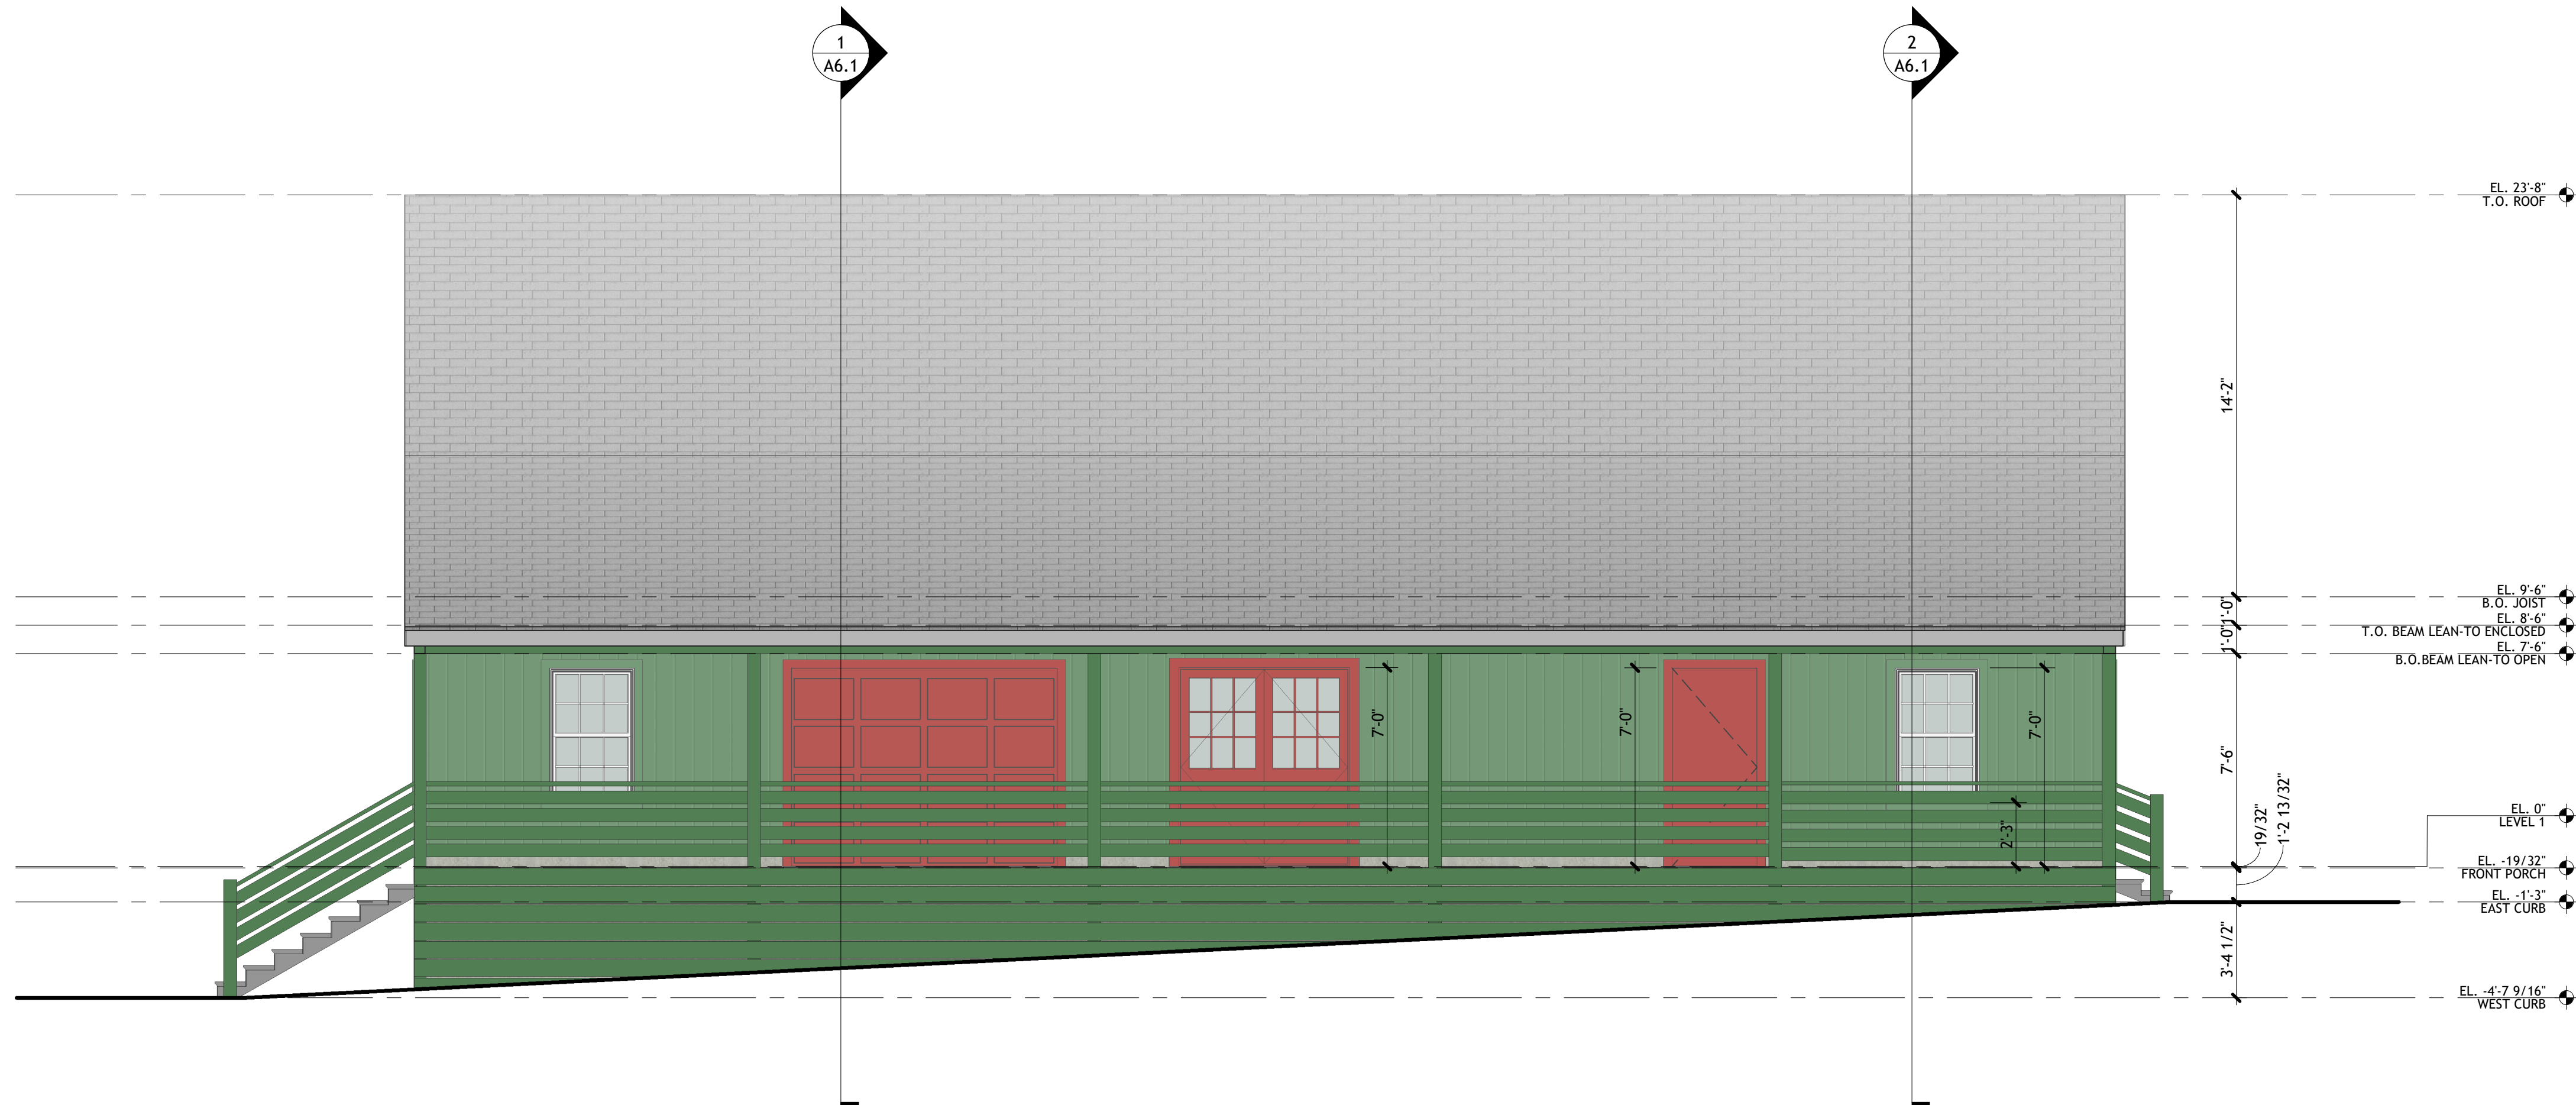 1
A6.1
2
A6.1
EL. 23'-8"
T.O. ROOF
14'-2"
EL. 9'-6"
B.O. JOIST
1'-0"
EL. 8'-6"
T.O. BEAM LEAN-TO ENCLOSED
1'-0"
EL. 7'-6"
B.O.BEAM LEAN-TO OPEN
7'-0"
7'-0"
7'-0"
7'-6"
2'-3"
19/32"
1'-2 13/32"
EL. 0"
LEVEL 1
EL. -19/32"
FRONT PORCH
EL. -1'-3"
EAST CURB
3'-4 1/2"
EL. -4'-7 9/16"
WEST CURB